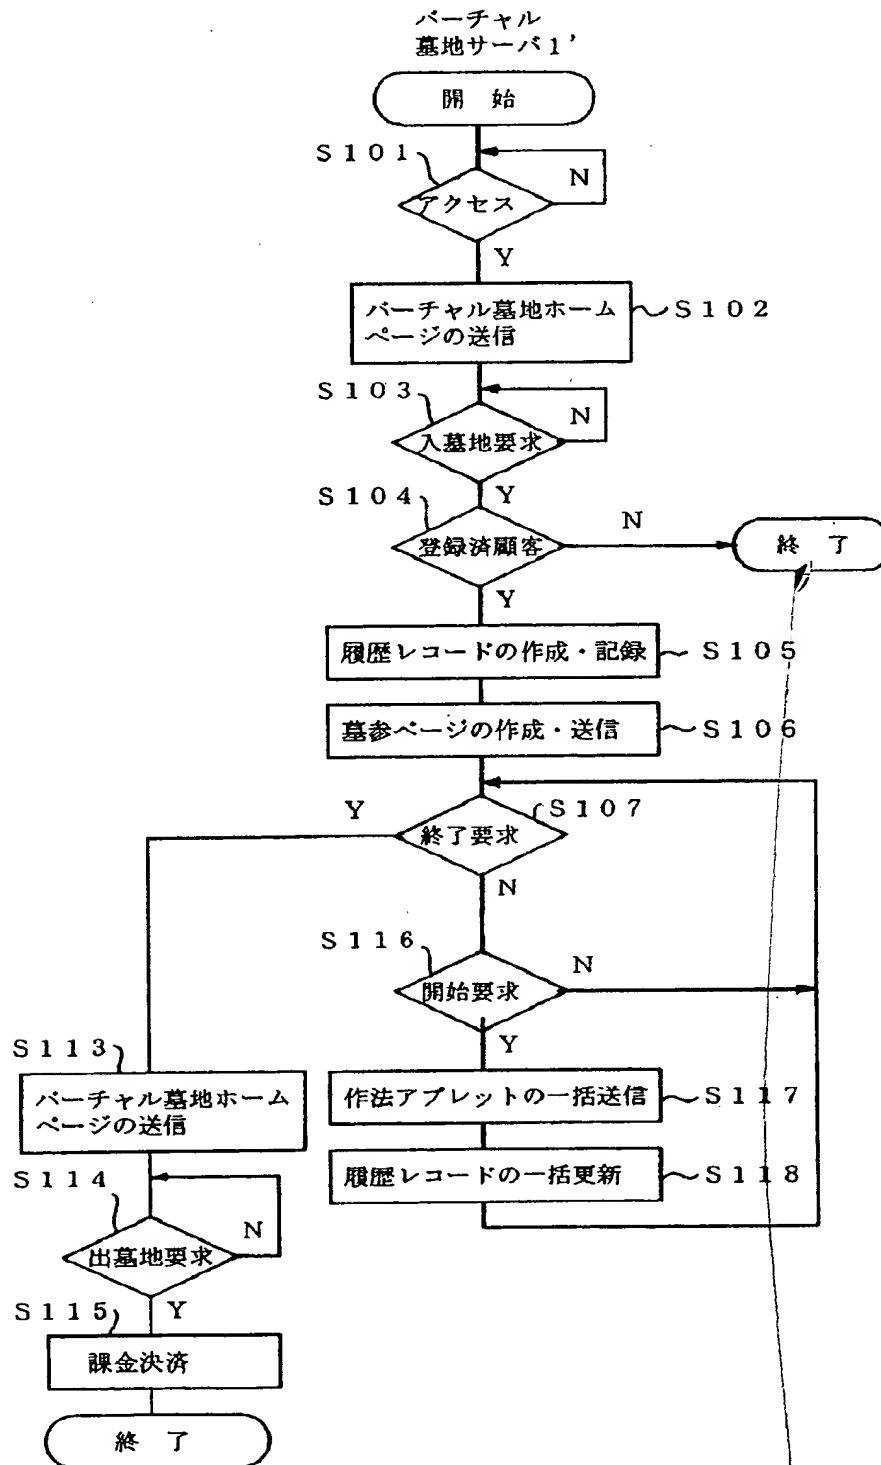 バーチャル
墓地サーバ1’
開 始
S101
アクセス
N
Y
バーチャル墓地ホーム
ページの送信
S102
S103
入墓地要求
N
Y
S104
登録済顧客
N
終 了
Y
履歴レコードの作成・記録
S105
墓参ページの作成・送信
S106
S107
終了要求
Y
N
S116
開始要求
N
Y
作法アプレットの一括送信
S117
履歴レコードの一括更新
S118
S113
バーチャル墓地ホーム
ページの送信
S114
出墓地要求
N
Y
S115
課金決済
終 了